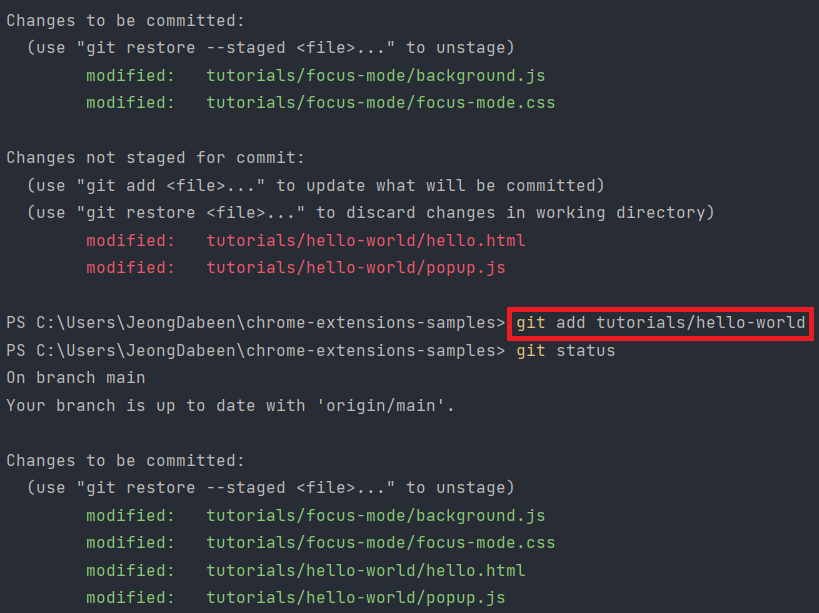 Changes to be committed:
(use "git restore --staged <file>..." to unstage)
modified: tutorials/focus-mode/background.js
modified: tutorials/focus-mode/focus-mode.css
Changes not staged for commit:
(use "git add <file>..." to update what will be committed)
(use "git restore <file>..." to discard changes in working directory)
modified: tutorials/hello-world/hello.html
modified: tutorials/hello-world/popup.js
PS C:\Users\JeongDabeen\chrome-extensions-samples> git add tutorials/hello-world
PS C:\Users\JeongDabeen\chrome-extensions-samples> git status
On branch main
Your branch is up to date with 'origin/main'.
Changes to be committed:
(use "git restore --staged <file>..." to unstage)
modified: tutorials/focus-mode/background.js
modified: tutorials/focus-mode/focus-mode.css
modified: tutorials/hello-world/hello.html
modified: tutorials/hello-world/popup.js